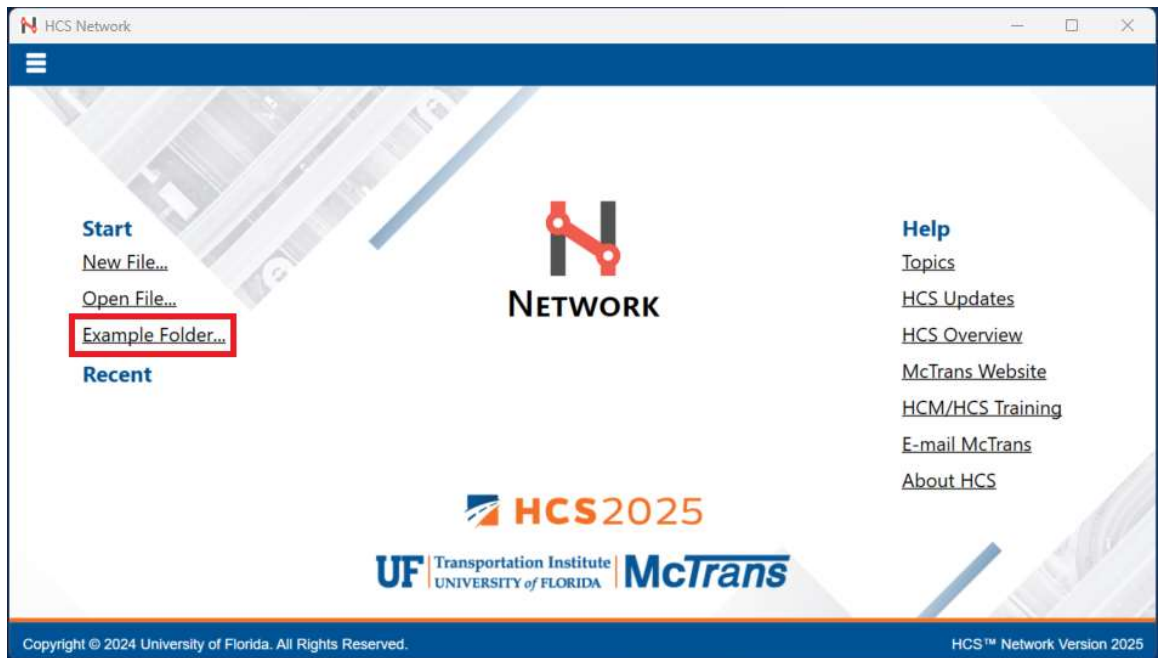 HCS Network
Start
New File...
Open File...
Example Folder...
Recent
NETWORK
Help
Topics
HCS Updates
HCS Overview
McTrans Website
HCM/HCS Training
E-mail McTrans
About HCS
HCS2025
UF Transportation Institute McTrans
UNIVERSITY of FLORIDA
Copyright © 2024 University of Florida. All Rights Reserved.
HCS™ Network Version 2025